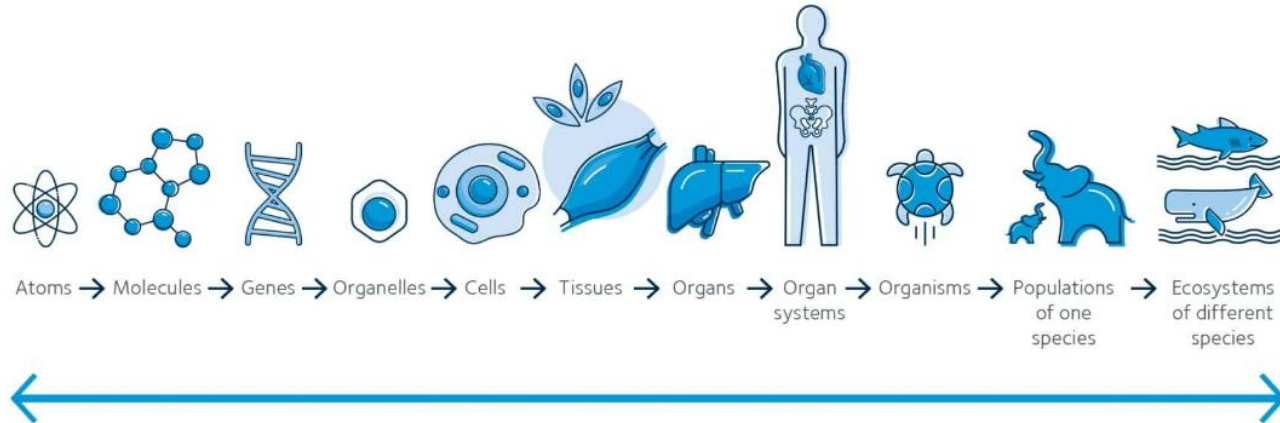 Atoms → Molecules → Genes → Organelles → Cells → Tissues → Organs → Organ systems → Organisms → Populations of one species → Ecosystems of different species